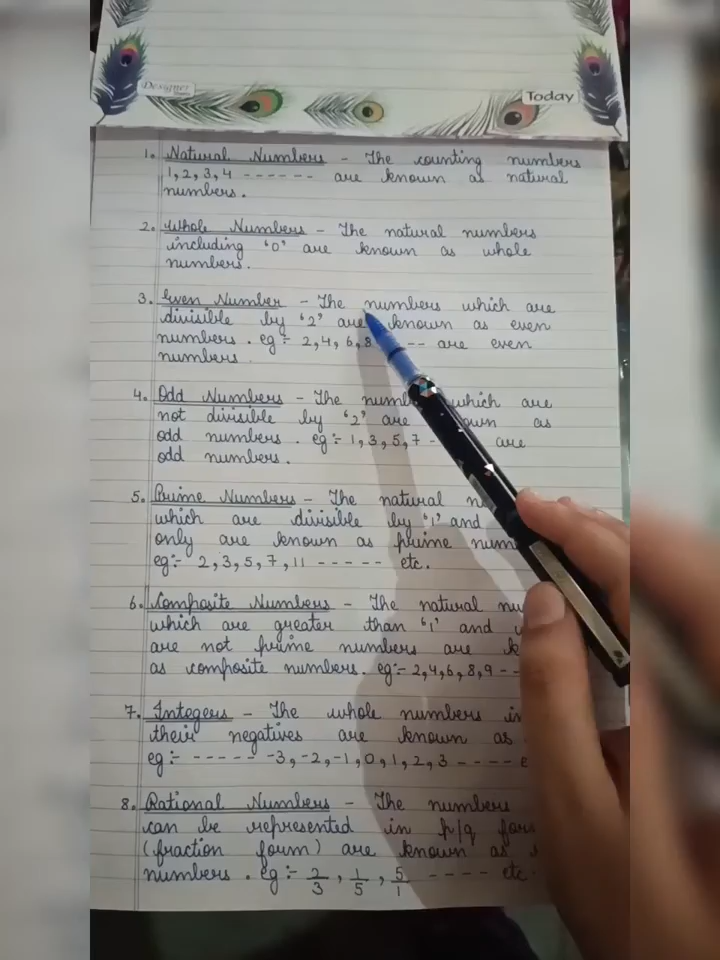 Designer
Today
1. Natural Numbers - The counting numbers
1, 2, 3, 4 ------ are known as natural
numbers.
2. Whole Numbers - The natural numbers
including '0' are known as whole
numbers.
3. Even Number - The numbers which are
divisible by '2' are known as even
numbers. eg :- 2, 4, 6, 8 -- are even
numbers
4. Odd Numbers - The which are
not divisible by '2' are as
odd numbers. eg :- 1, 3, 5, 7 - are
odd numbers.
5. Prime Numbers - The natural
which are divisible by '1' and
only are known as prime
eg :- 2, 3, 5, 7, 11 ----- etc.
6. Composite Numbers - The natural
which are greater than '1' and
are not prime numbers are
as composite numbers. eg :- 2, 4, 6, 8, 9 --
7. Integers - The whole numbers
their negatives are known as
eg :- ----- -3, -2, -1, 0, 1, 2, 3 ----
8. Rational Numbers - The numbers
can be represented in p/q
(fraction form) are known as
numbers. eg :- 2/3, 1/5, 5/1 ---- etc.